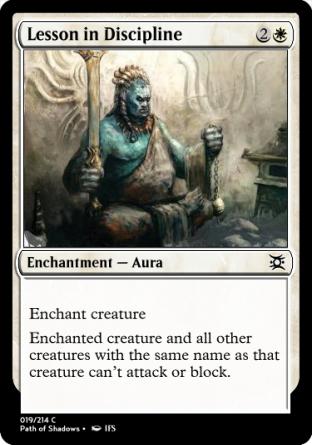 Lesson in Discipline 2
Enchantment — Aura
Enchant creature
Enchanted creature and all other
creatures with the same name as that
creature can't attack or block.
019/214 C
Path of Shadows • IFS